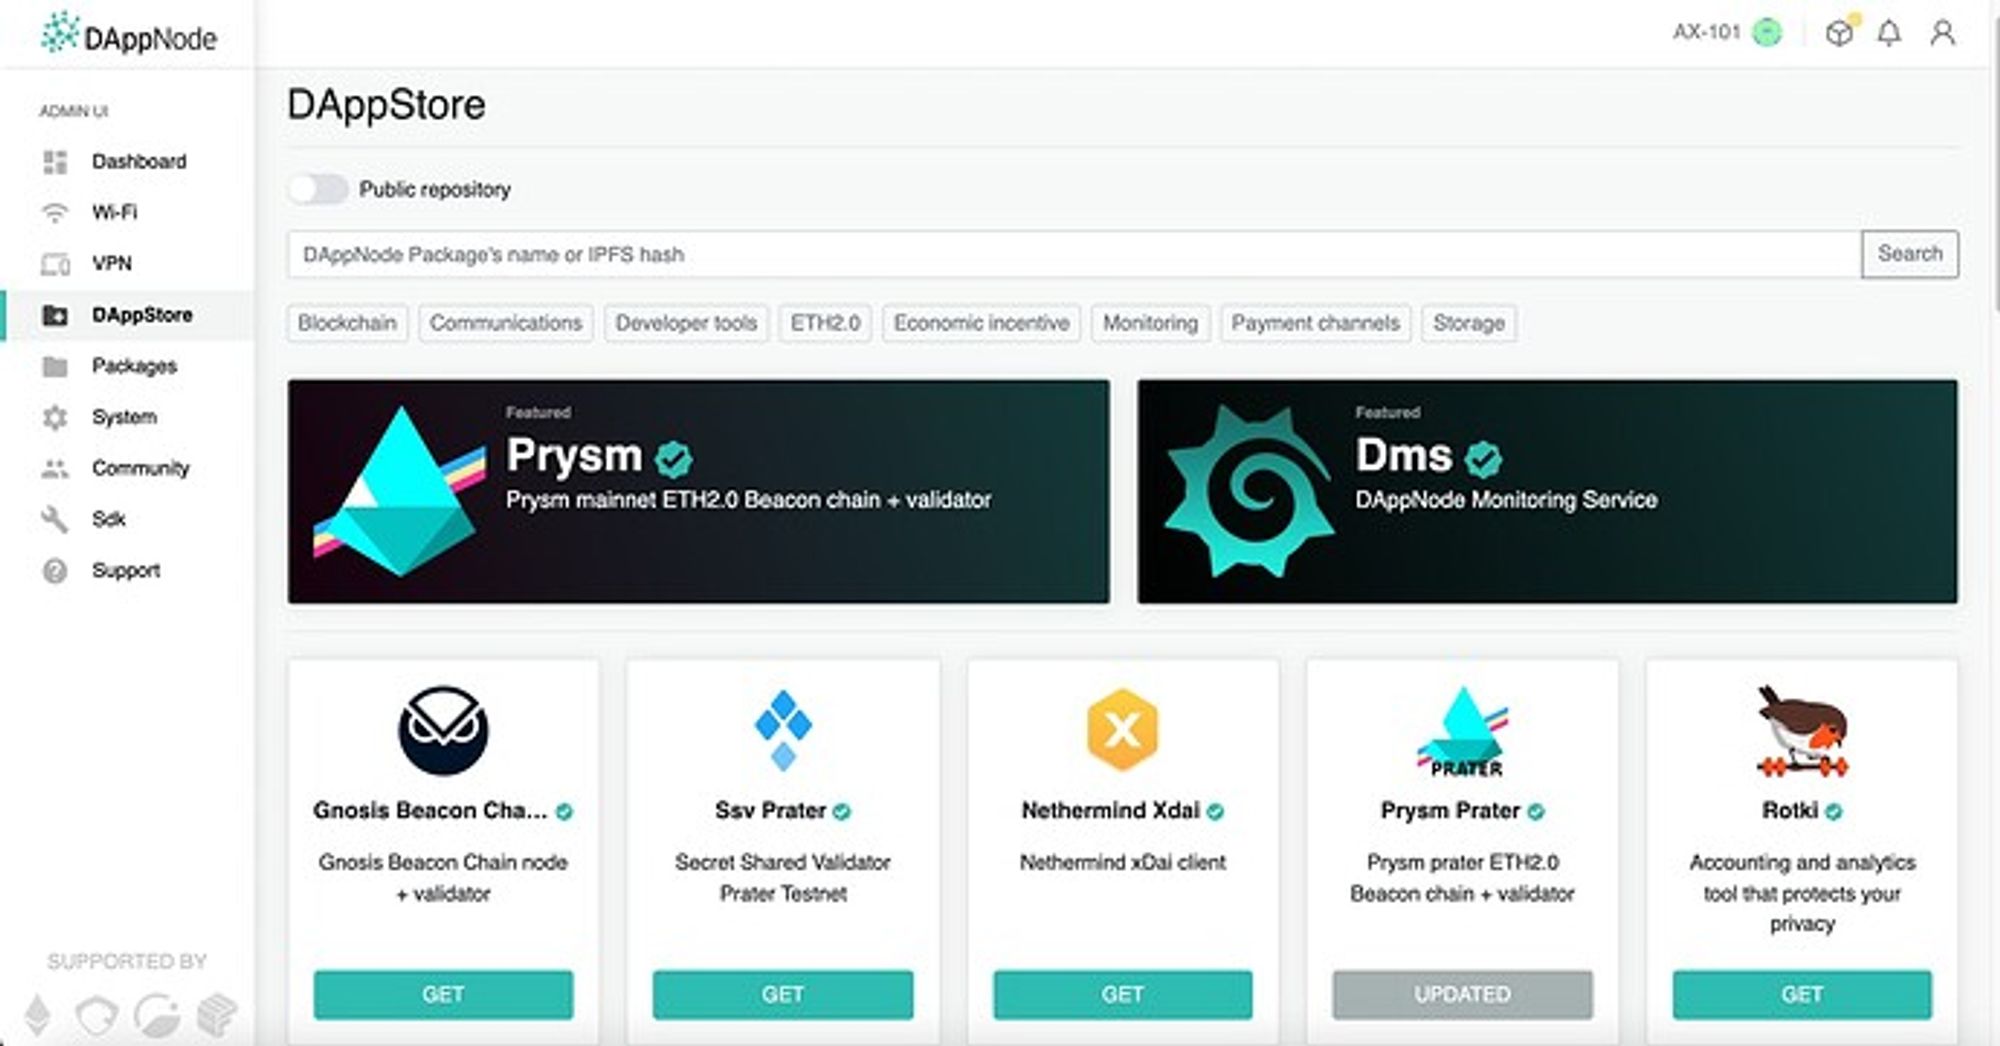 DAppNode
AX-101
ADMIN UI
Dashboard
Wi-Fi
VPN
DAppStore
Packages
System
Community
Sdk
Support
SUPPORTED BY
DAppStore
Public repository
DAppNode Package's name or IPFS hash
Search
Blockchain Communications Developer tools ETH2.0 Economic incentive Monitoring Payment channels Storage
Featured
Prysm
Prysm mainnet ETH2.0 Beacon chain + validator
Featured
Dms
DAppNode Monitoring Service
Gnosis Beacon Cha...
Gnosis Beacon Chain node
+ validator
GET
Ssv Prater
Secret Shared Validator
Prater Testnet
GET
X
Nethermind Xdai
Nethermind xDai client
GET
PRATER
Prysm Prater
Prysm prater ETH2.0
Beacon chain + validator
UPDATED
Rotki
Accounting and analytics
tool that protects your
privacy
GET